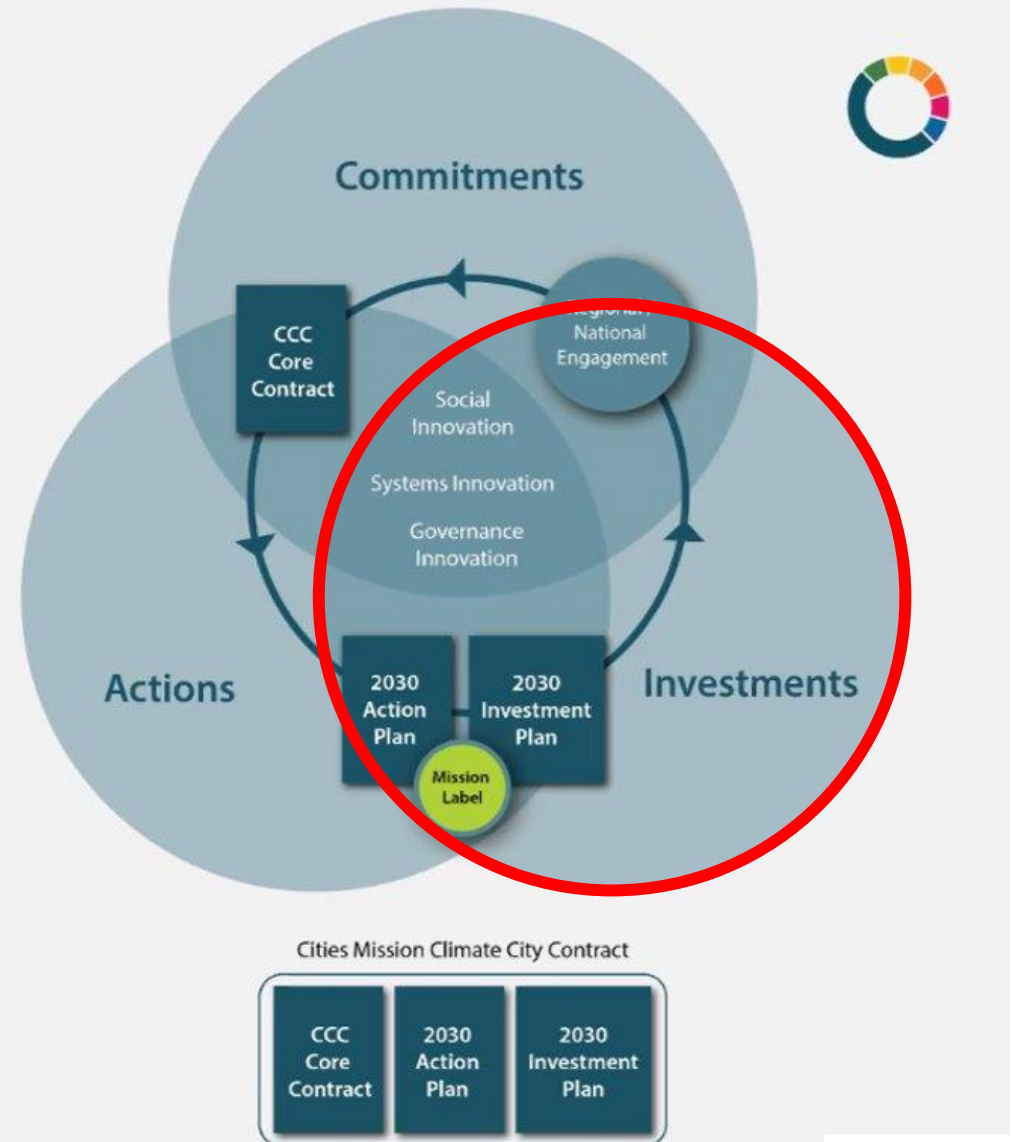 Commitments
CCC
Core
Contract
Regional /
National
Engagement
Social
Innovation
Systems Innovation
Governance
Innovation
Actions
2030
Action
Plan
2030
Investment
Plan
Investments
Mission
Label
Cities Mission Climate City Contract
CCC
Core
Contract
2030
Action
Plan
2030
Investment
Plan